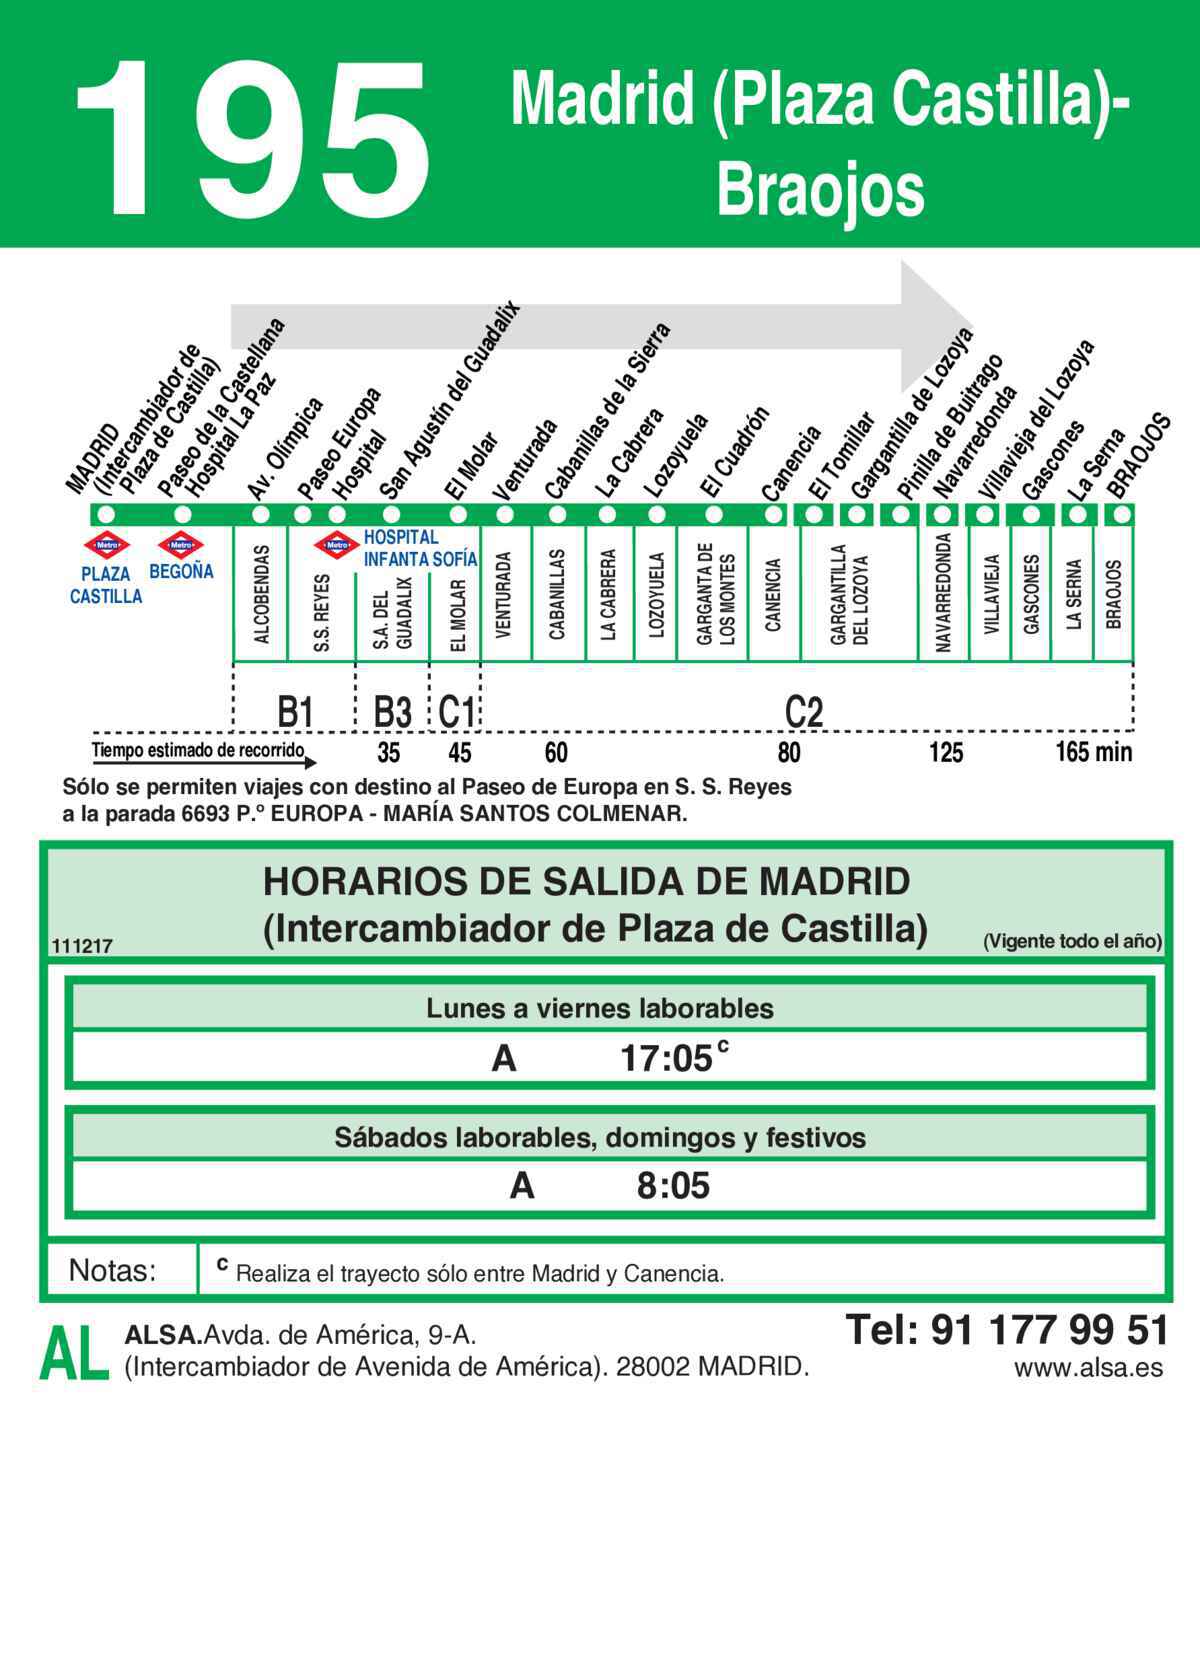 195
Madrid (Plaza Castilla)-
Braojos
MADRID
(Intercambiador de
Plaza de Castilla)
Paseo de la Castellana
Hospital La Paz
Av. Olímpica
Paseo Europa
Hospital
San Agustín del Guadalix
El Molar
Venturada
Cabanillas de la Sierra
La Cabrera
Lozoyuela
El Cuadrón
Canencia
El Tomillar
Gargantilla de Lozoya
Pinilla de Buitrago
Navarredonda
Villavieja del Lozoya
Gascones
La Serna
BRAOJOS
Metro
PLAZA
CASTILLA
Metro
BEGOÑA
Metro
HOSPITAL
INFANTA SOFÍA
ALCOBENDAS
S.S. REYES
S.A. DEL
GUADALIX
EL MOLAR
VENTURADA
CABANILLAS
LA CABRERA
LOZOYUELA
GARGANTA DE
LOS MONTES
CANENCIA
GARGANTILLA
DEL LOZOYA
NAVARREDONDA
VILLAVIEJA
GASCONES
LA SERNA
BRAOJOS
B1 B3 C1 C2
Tiempo estimado de recorrido 35 45 60 80 125 165 min
Sólo se permiten viajes con destino al Paseo de Europa en S. S. Reyes
a la parada 6693 P.º EUROPA - MARÍA SANTOS COLMENAR.
HORARIOS DE SALIDA DE MADRID
(Intercambiador de Plaza de Castilla)
111217
(Vigente todo el año)
Lunes a viernes laborables
A 17:05 c
Sábados laborables, domingos y festivos
A 8:05
Notas: c Realiza el trayecto sólo entre Madrid y Canencia.
AL
ALSA.Avda. de América, 9-A.
(Intercambiador de Avenida de América). 28002 MADRID.
Tel: 91 177 99 51
www.alsa.es